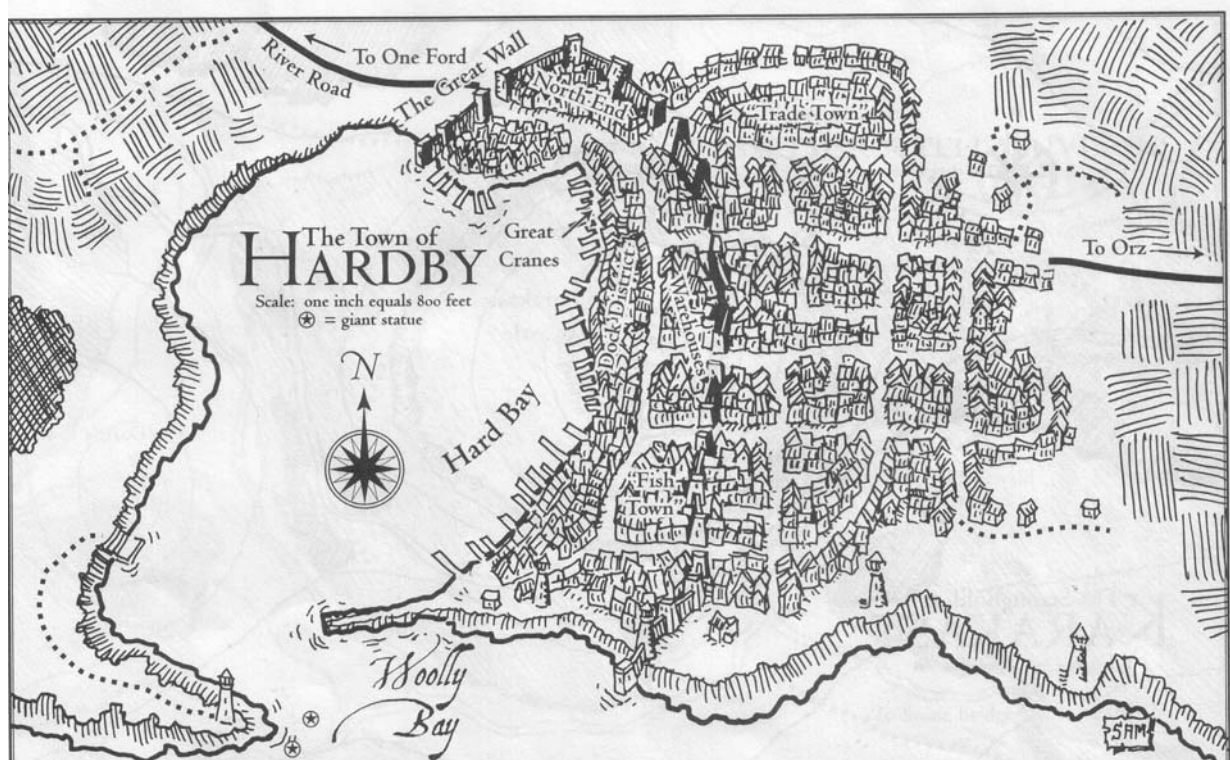 To One Ford
River Road
The Great Wall
North End
"Trade Town"
The Town of
HARDBY
Scale: one inch equals 800 feet
= giant statue
Great
Cranes
To Orz
Dock District
Warehouses
N
Hard Bay
"Fish
Town"
Woolly
Bay
SAM